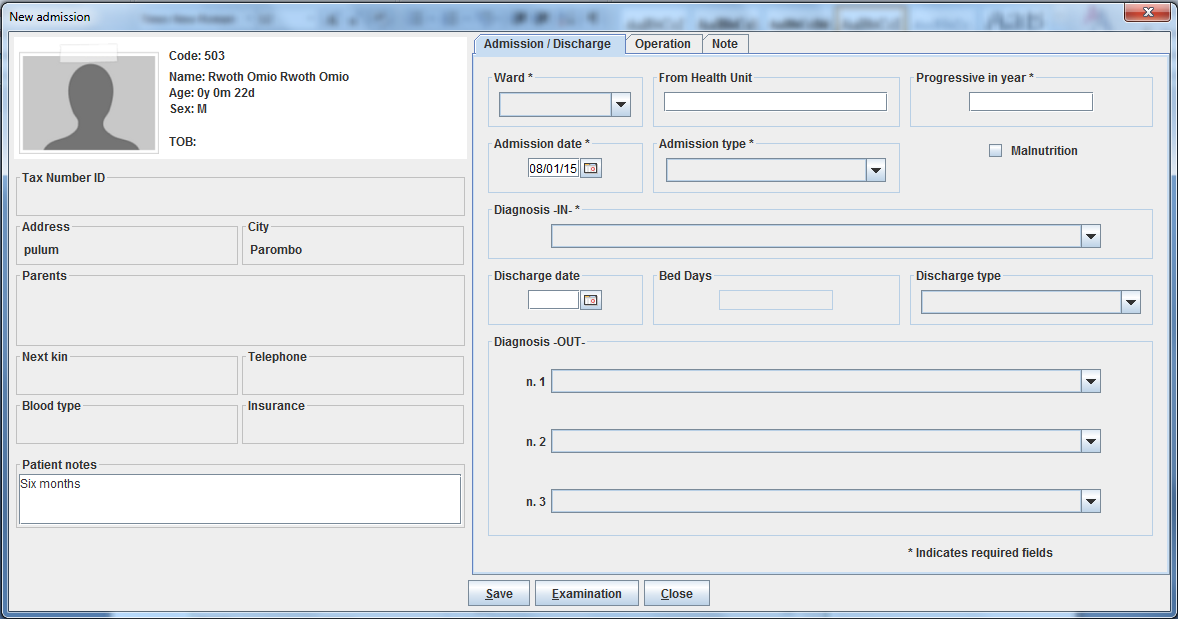 New admission
Code: 503
Name: Rwoth Omio Rwoth Omio
Age: 0y 0m 22d
Sex: M
TOB:
Tax Number ID
Address
pulum
City
Parombo
Parents
Next kin
Telephone
Blood type
Insurance
Patient notes
Six months
Admission / Discharge
Operation
Note
Ward *
From Health Unit
Progressive in year *
Admission date *
08/01/15
Admission type *
Malnutrition
Diagnosis -IN- *
Discharge date
Bed Days
Discharge type
Diagnosis -OUT-
n. 1
n. 2
n. 3
* Indicates required fields
Save
Examination
Close